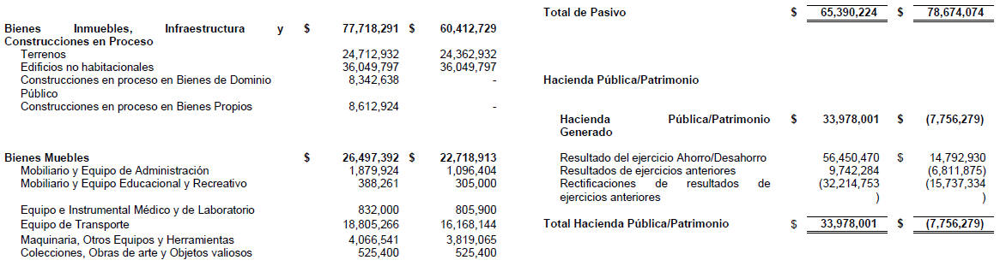 Bienes Inmuebles, Infraestructura y $ 77,718,291 $ 60,412,729
Construcciones en Proceso
Terrenos 24,712,932 24,362,932
Edificios no habitacionales 36,049,797 36,049,797
Construcciones en proceso en Bienes de Dominio 8,342,638 -
Público
Construcciones en proceso en Bienes Propios 8,612,924 -
Bienes Muebles $ 26,497,392 $ 22,718,913
Mobiliario y Equipo de Administración 1,879,924 1,096,404
Mobiliario y Equipo Educacional y Recreativo 388,261 305,000
Equipo e Instrumental Médico y de Laboratorio 832,000 805,900
Equipo de Transporte 18,805,266 16,168,144
Maquinaria, Otros Equipos y Herramientas 4,066,541 3,819,065
Colecciones, Obras de arte y Objetos valiosos 525,400 525,400
Total de Pasivo $ 65,390,224 $ 78,674,074
Hacienda Pública/Patrimonio
Hacienda Pública/Patrimonio $ 33,978,001 $ (7,756,279)
Generado
Resultado del ejercicio Ahorro/Desahorro 56,450,470 $ 14,792,930
Resultados de ejercicios anteriores 9,742,284 (6,811,875)
Rectificaciones de resultados de (32,214,753 (15,737,334
ejercicios anteriores ) )
Total Hacienda Pública/Patrimonio $ 33,978,001 $ (7,756,279)